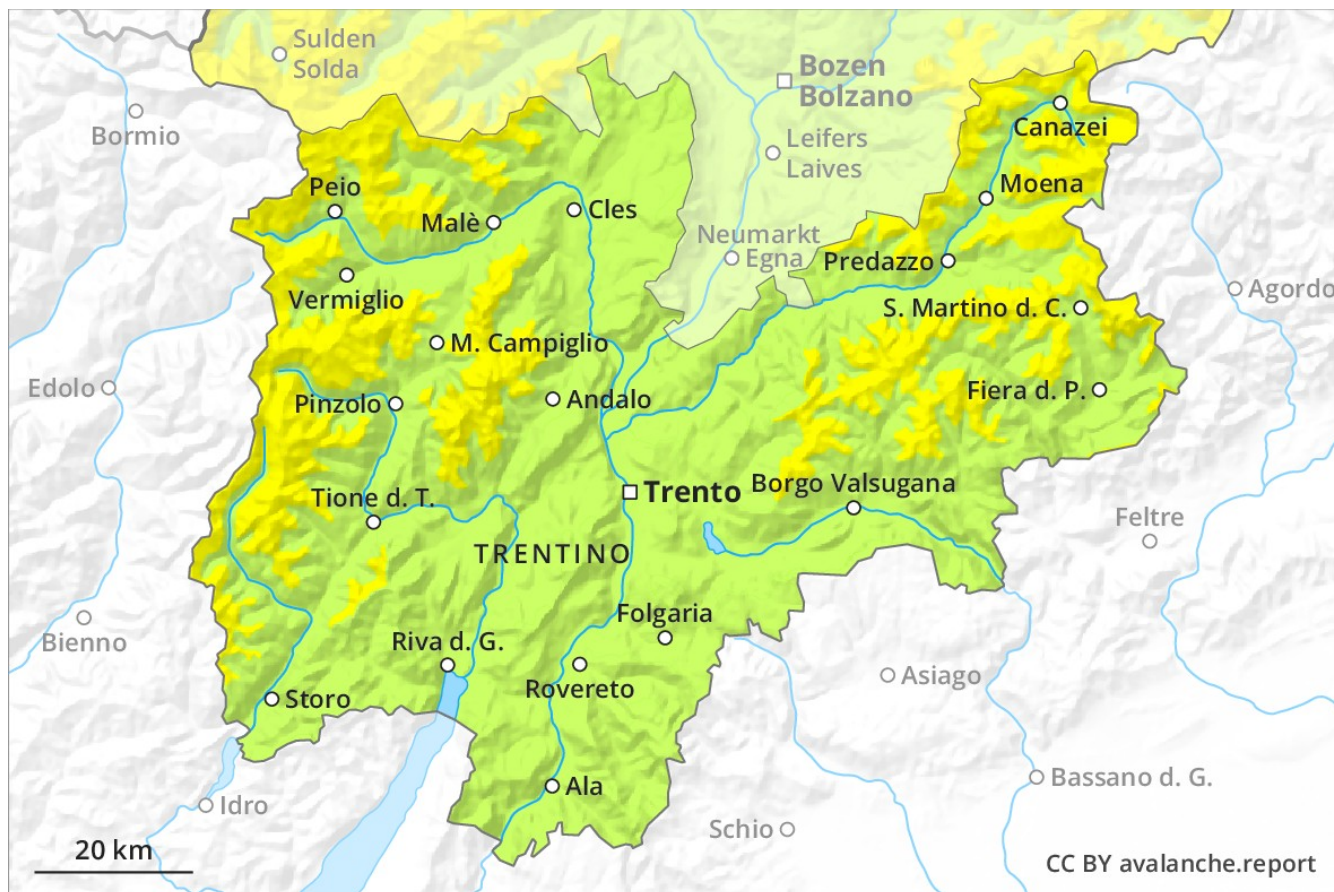 Sulden
Solda
Bozen
Bolzano
Bormio
Canazei
Leifers
Laives
Peio
Moena
Malè
Cles
Neumarkt
Egna
Predazzo
Vermiglio
Agordo
S. Martino d. C.
M. Campiglio
Edolo
Pinzolo
Andalo
Fiera d. P.
Trento
Borgo Valsugana
Tione d. T.
Feltre
TRENTINO
Folgaria
Bienno
Riva d. G.
Asiago
Rovereto
Storo
Bassano d. G.
Ala
Idro
Schio
20 km
CC BY avalanche.report